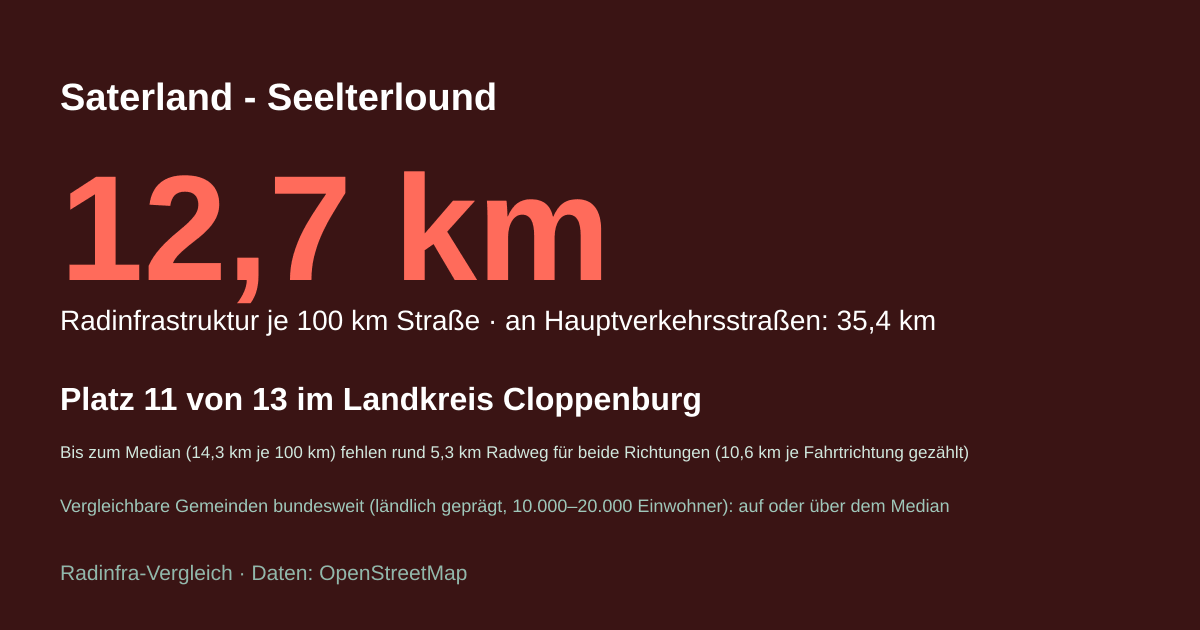 Saterland - Seelterlound
12,7 km
Radinfrastruktur je 100 km Straße · an Hauptverkehrsstraßen: 35,4 km
Platz 11 von 13 im Landkreis Cloppenburg
Bis zum Median (14,3 km je 100 km) fehlen rund 5,3 km Radweg für beide Richtungen (10,6 km je Fahrtrichtung gezählt)
Vergleichbare Gemeinden bundesweit (ländlich geprägt, 10.000–20.000 Einwohner): auf oder über dem Median
Radinfra-Vergleich · Daten: OpenStreetMap